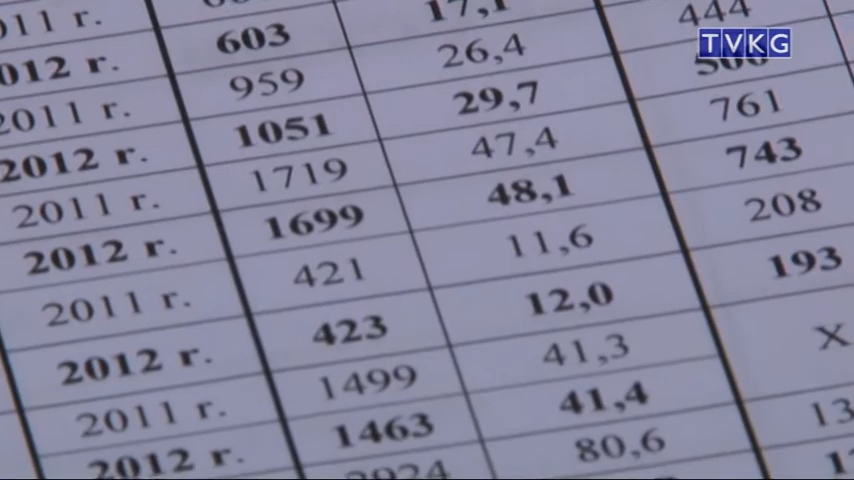 TVKG
2011 r.
2012 r. 603 17,1
2011 r. 959 26,4 444
2012 r. 1051 29,7
2011 r. 1719 47,4 761
2012 r. 1699 48,1 743
2011 r. 421 11,6 208
2012 r. 423 12,0 193
2011 r. 1499 41,3 X
2012 r. 1463 41,4
80,6